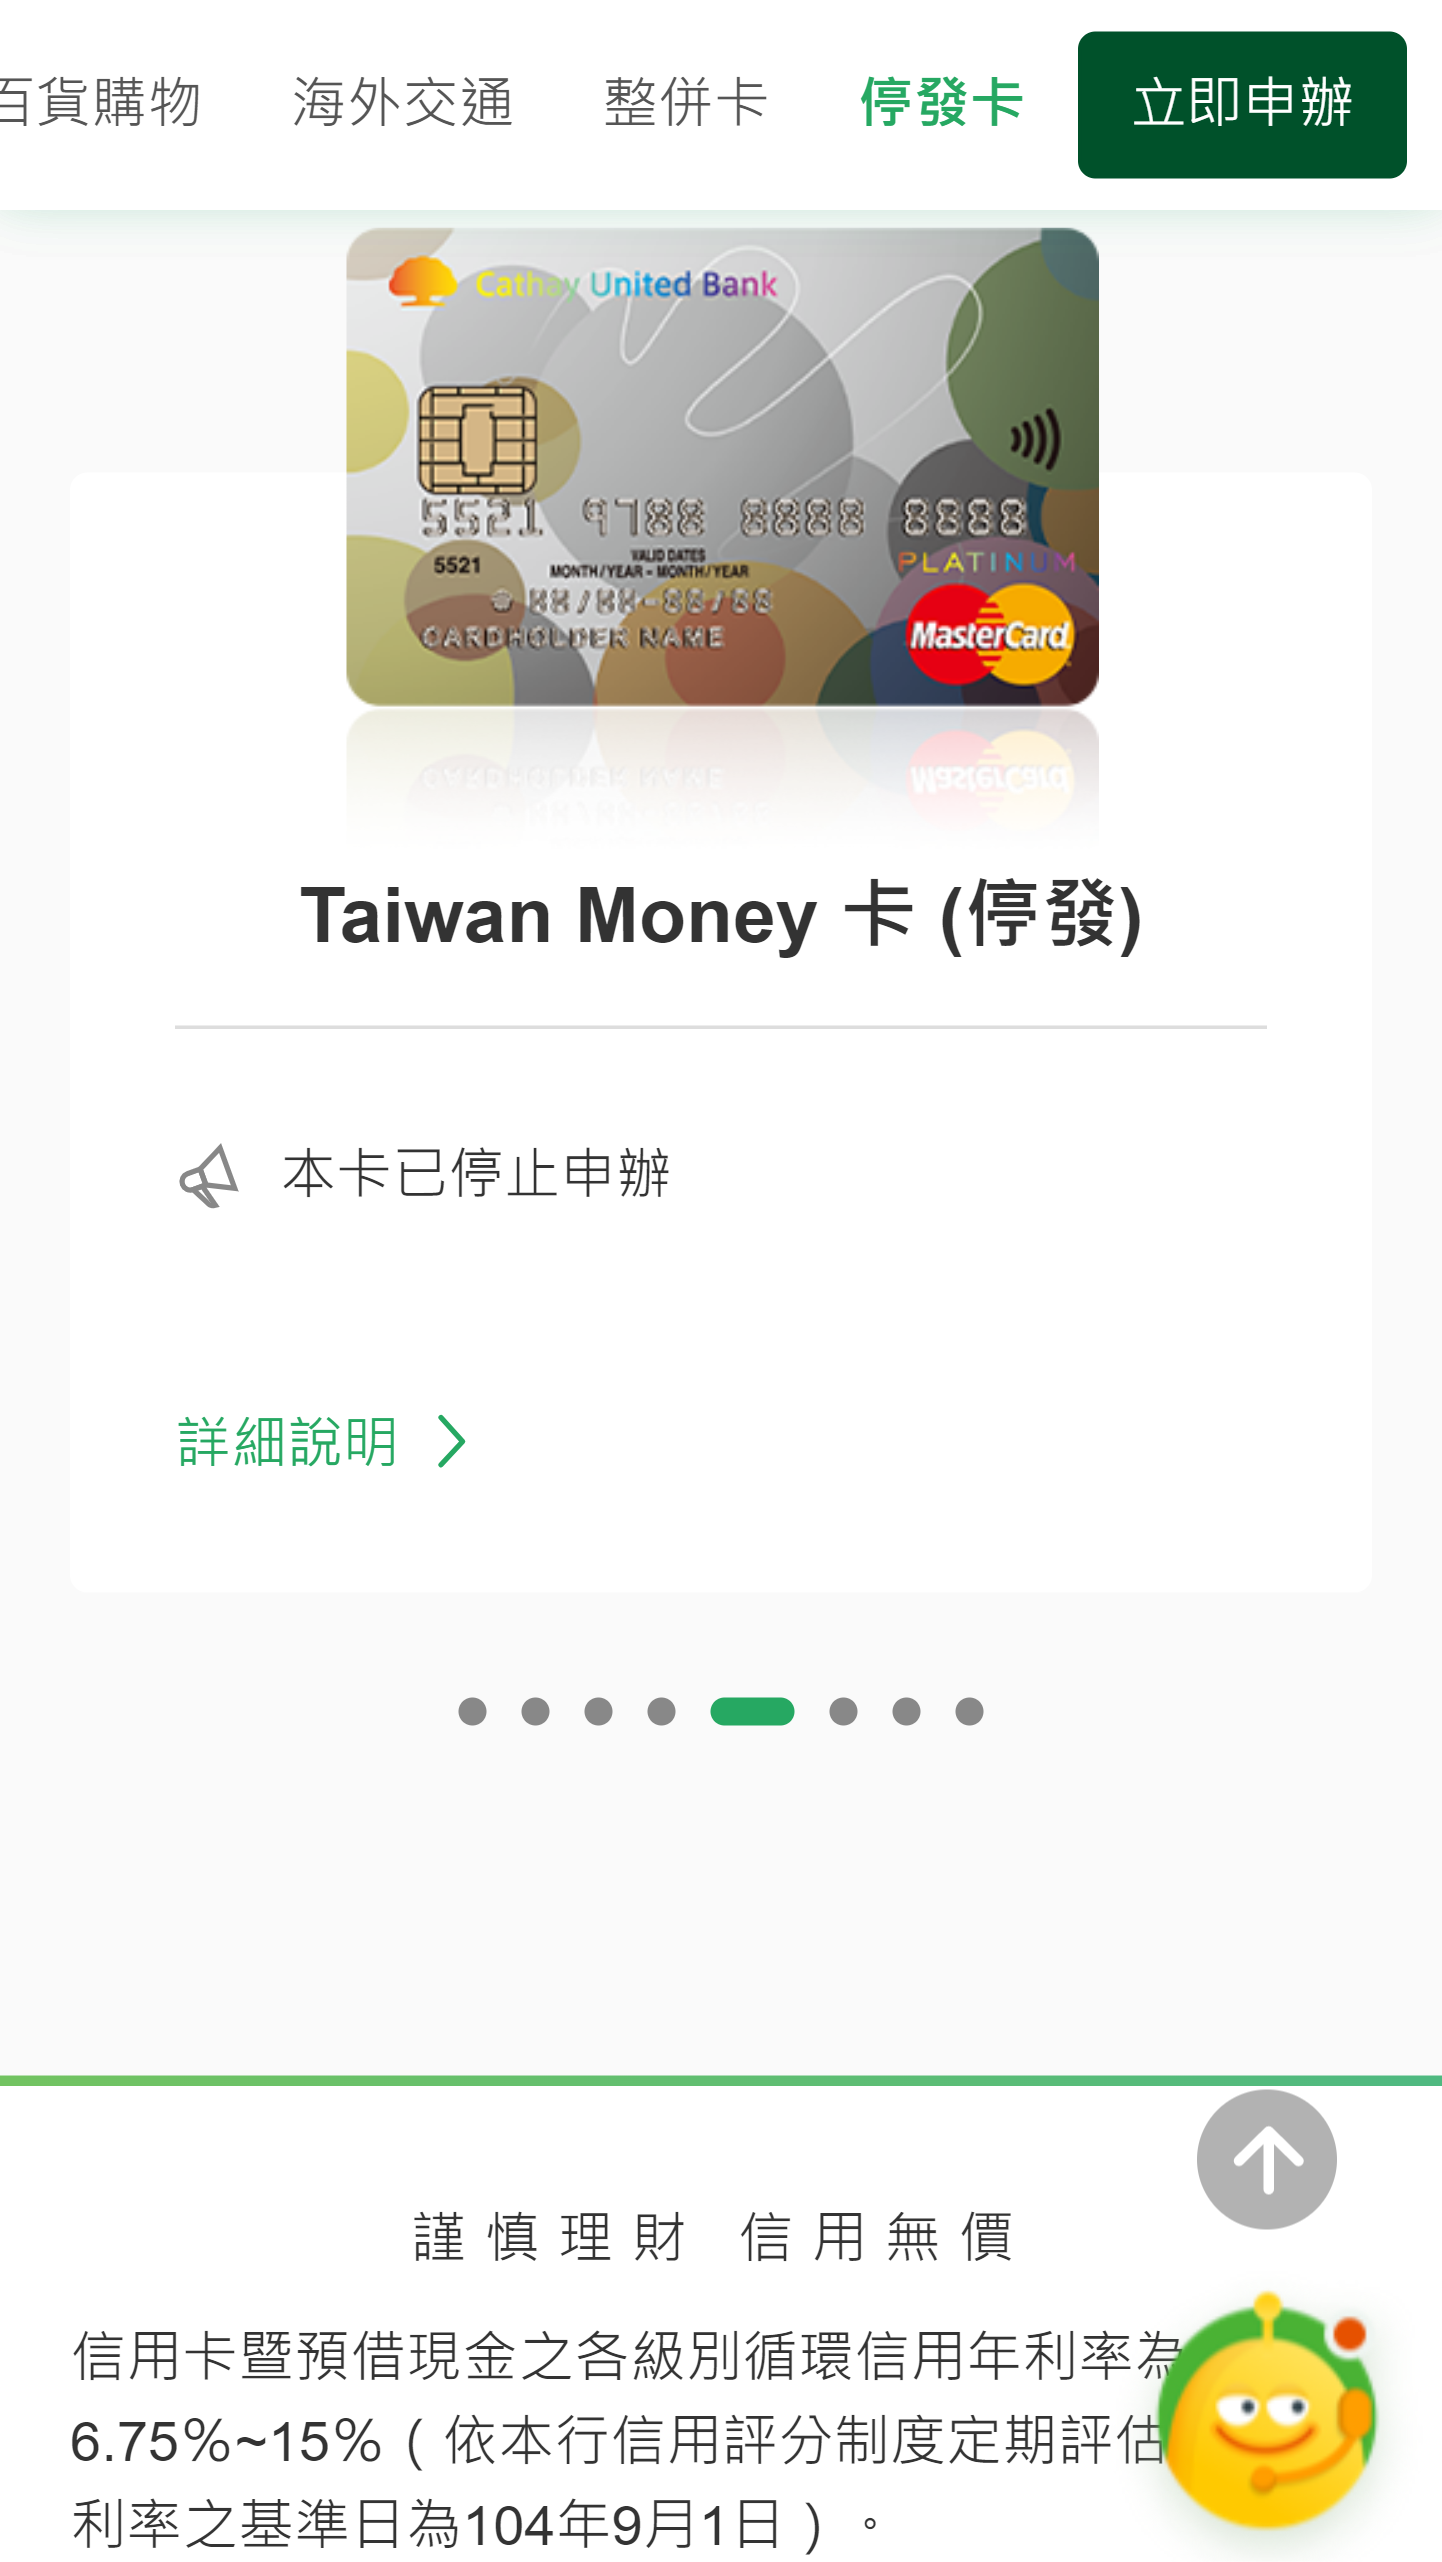 百貨購物 海外交通 整併卡 停發卡 立即申辦
Cathay United Bank
5521 9788 8888 8888
5521 VALID DATES
MONTH/YEAR - MONTH/YEAR
PLATINUM
88/88-88/88
CARDHOLDER NAME
MasterCard
Taiwan Money 卡 (停發)
本卡已停止申辦
詳細說明
謹慎理財 信用無價
信用卡暨預借現金之各級別循環信用年利率為
6.75%~15%（依本行信用評分制度定期評估
利率之基準日為104年9月1日）。